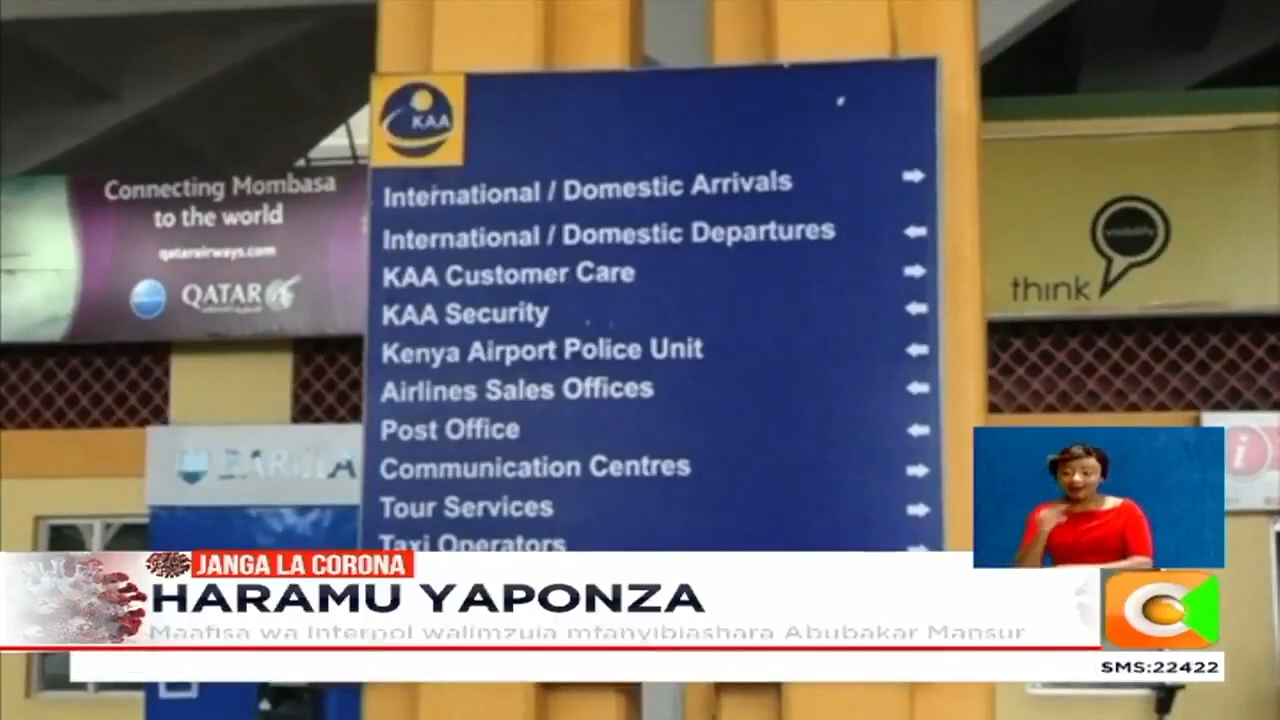 KAA
International / Domestic Arrivals
International / Domestic Departures
KAA Customer Care
KAA Security
Kenya Airport Police Unit
Airlines Sales Offices
Post Office
Communication Centres
Tour Services
Taxi Operators
Connecting Mombasa
to the world
qatarairways.com
QATAR
think
JANGA LA CORONA
HARAMU YAPONZA
Maafisa wa Interpol walimzuia mfanyibiashara Abubakar Mansur
C
SMS:22422